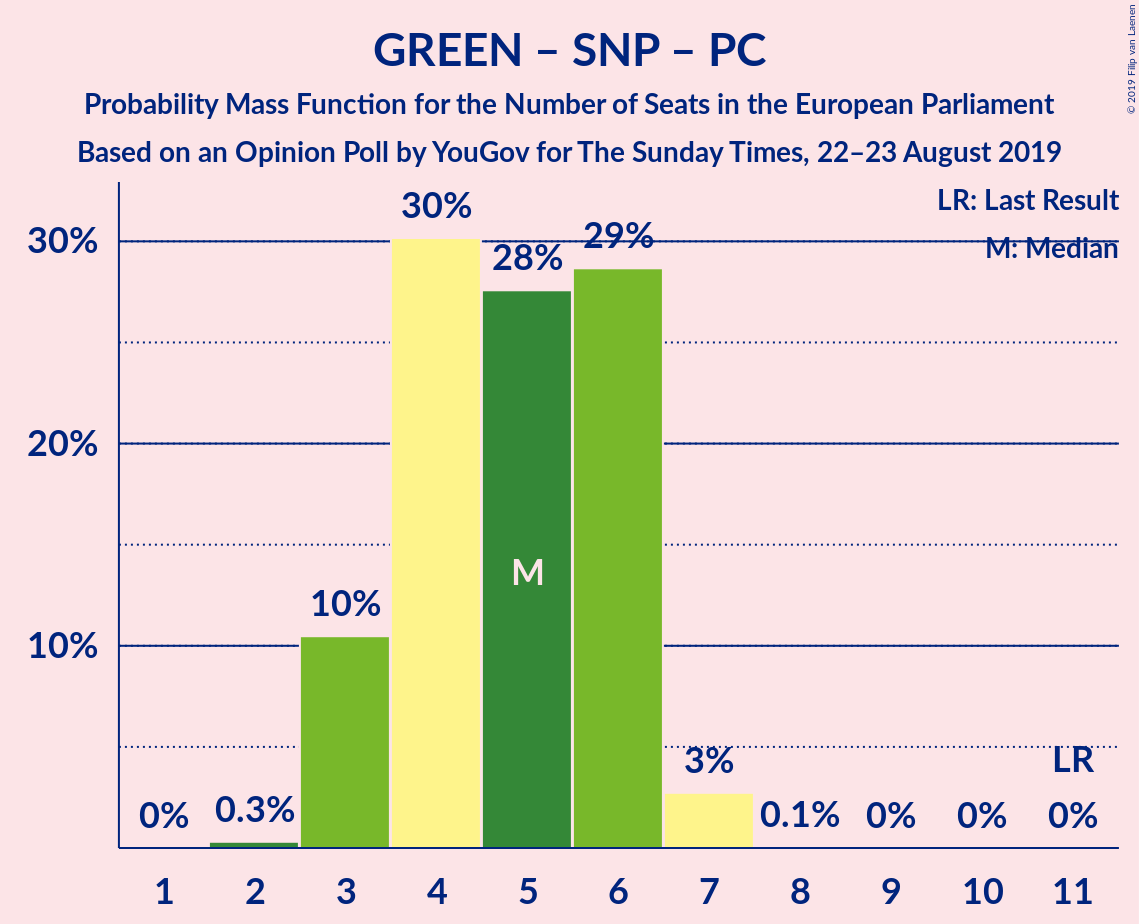 GREEN – SNP – PC
Probability Mass Function for the Number of Seats in the European Parliament
Based on an Opinion Poll by YouGov for The Sunday Times, 22–23 August 2019
© 2019 Filip van Laenen
LR: Last Result
M: Median
30%
20%
10%
0%
0.3%
10%
30%
28%
29%
3%
0.1%
0%
0%
0%
LR
M
1 2 3 4 5 6 7 8 9 10 11